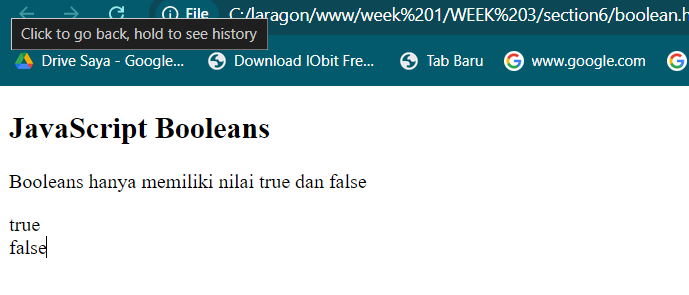 File C:/laragon/www/week%201/WEEK%203/section6/boolean.h
Click to go back, hold to see history
Drive Saya - Google... Download IObit Fre... Tab Baru www.google.com
JavaScript Booleans
Booleans hanya memiliki nilai true dan false
true
false